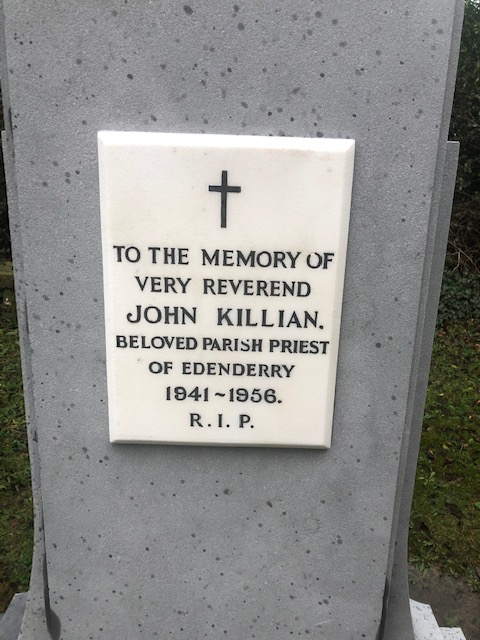 TO THE MEMORY OF
VERY REVEREND
JOHN KILLIAN.
BELOVED PARISH PRIEST
OF EDENDERRY
1941~1956.
R.I.P.